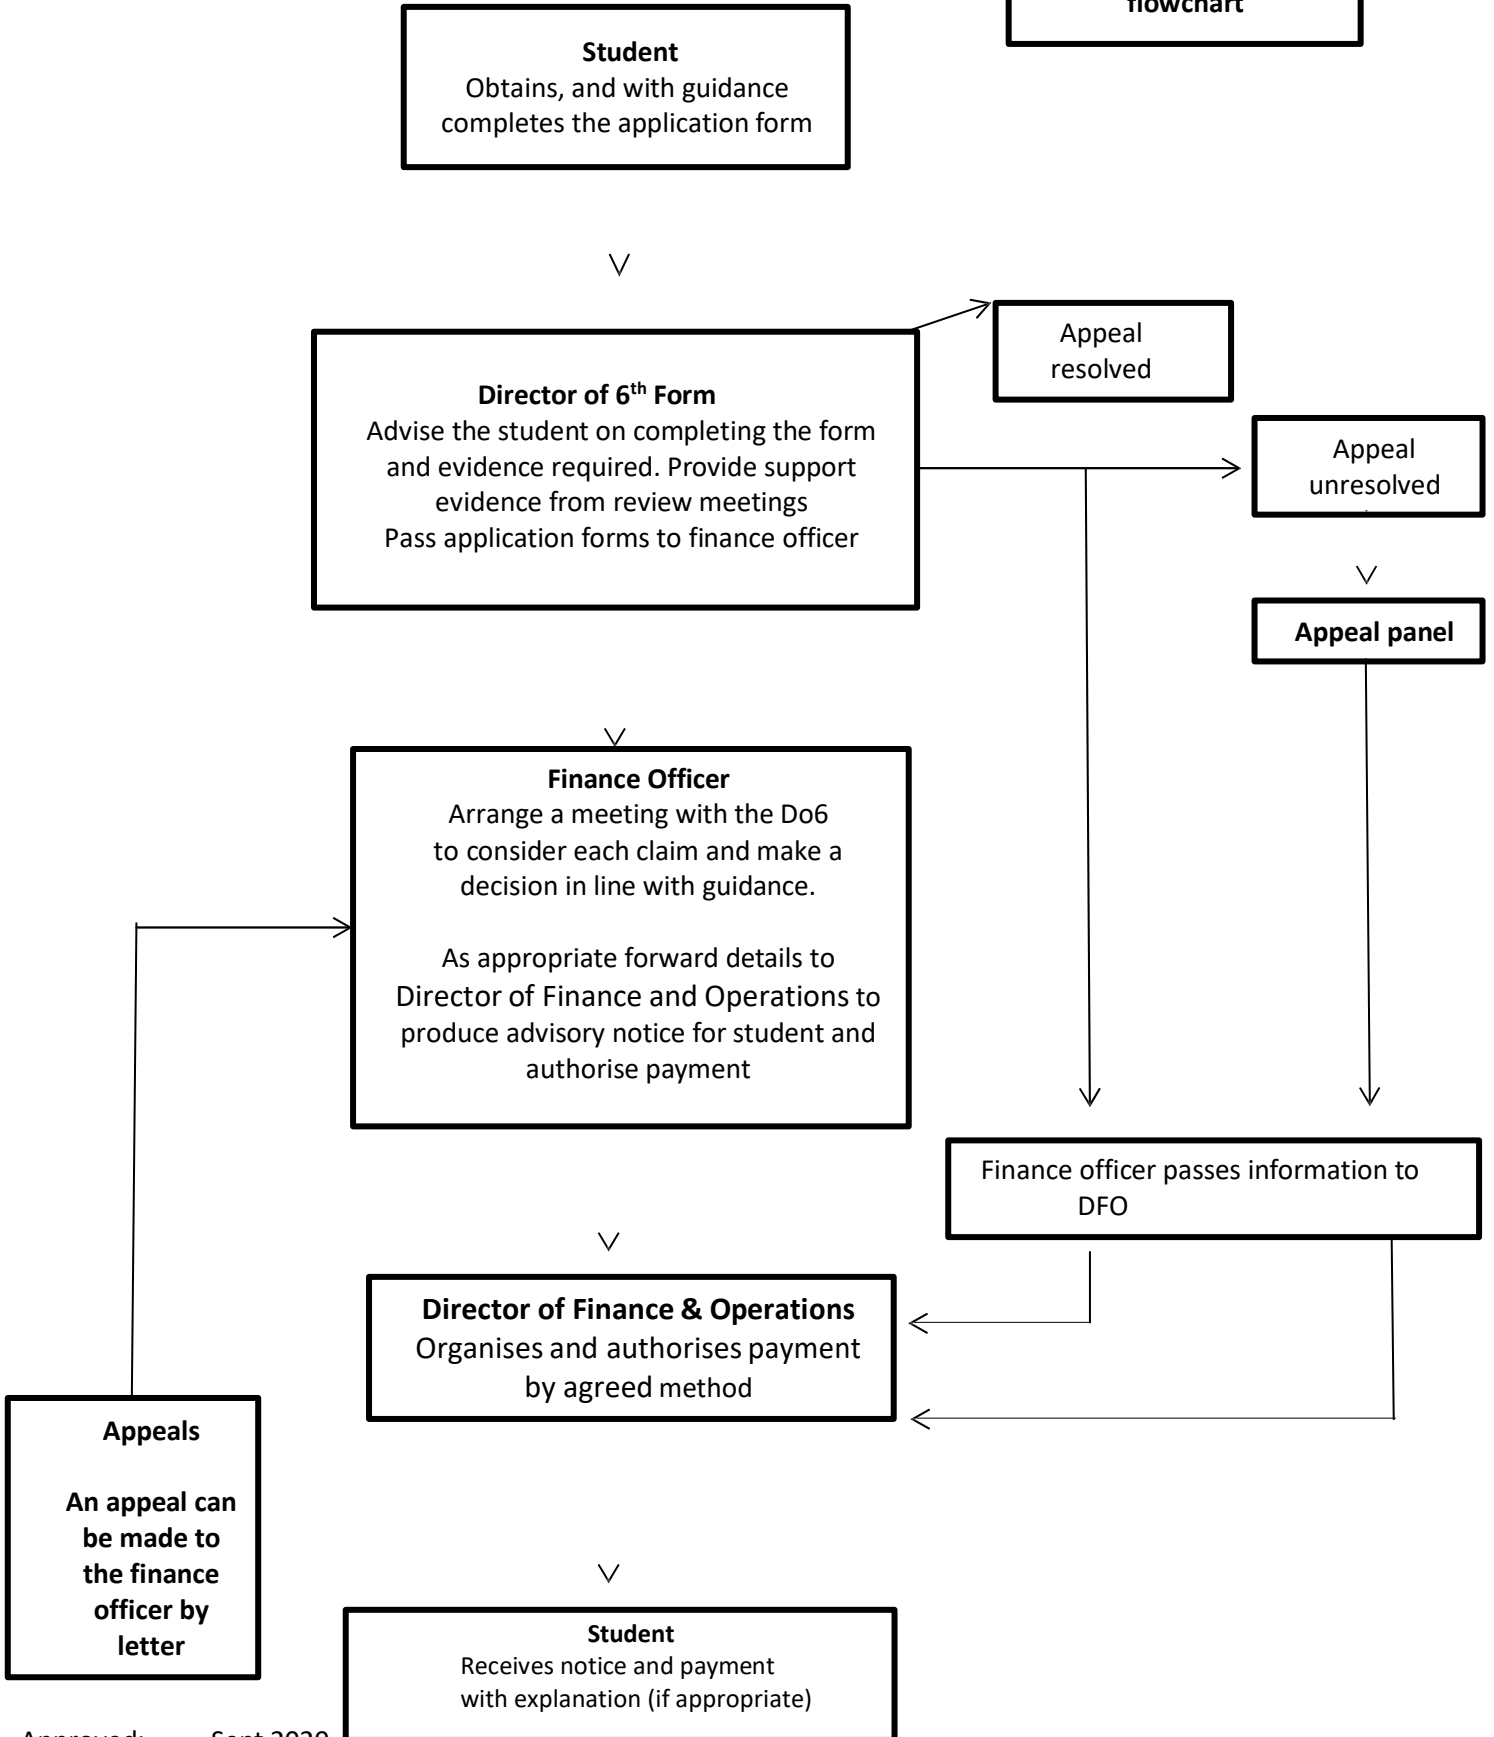 flowchart
Student
Obtains, and with guidance
completes the application form
Appeal
resolved
Director of 6th Form
Advise the student on completing the form
and evidence required. Provide support
evidence from review meetings
Pass application forms to finance officer
Appeal
unresolved
Appeal panel
Finance Officer
Arrange a meeting with the Do6
to consider each claim and make a
decision in line with guidance.
As appropriate forward details to
Director of Finance and Operations to
produce advisory notice for student and
authorise payment
Finance officer passes information to
DFO
Director of Finance & Operations
Organises and authorises payment
by agreed method
Appeals
An appeal can
be made to
the finance
officer by
letter
Student
Receives notice and payment
with explanation (if appropriate)
Approved: Sept 2020